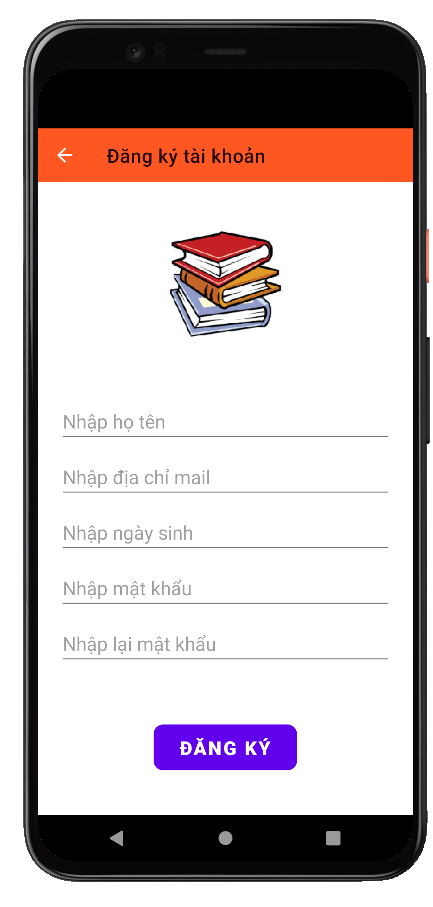 Đăng ký tài khoản
Nhập họ tên
Nhập địa chỉ mail
Nhập ngày sinh
Nhập mật khẩu
Nhập lại mật khẩu
ĐĂNG KÝ